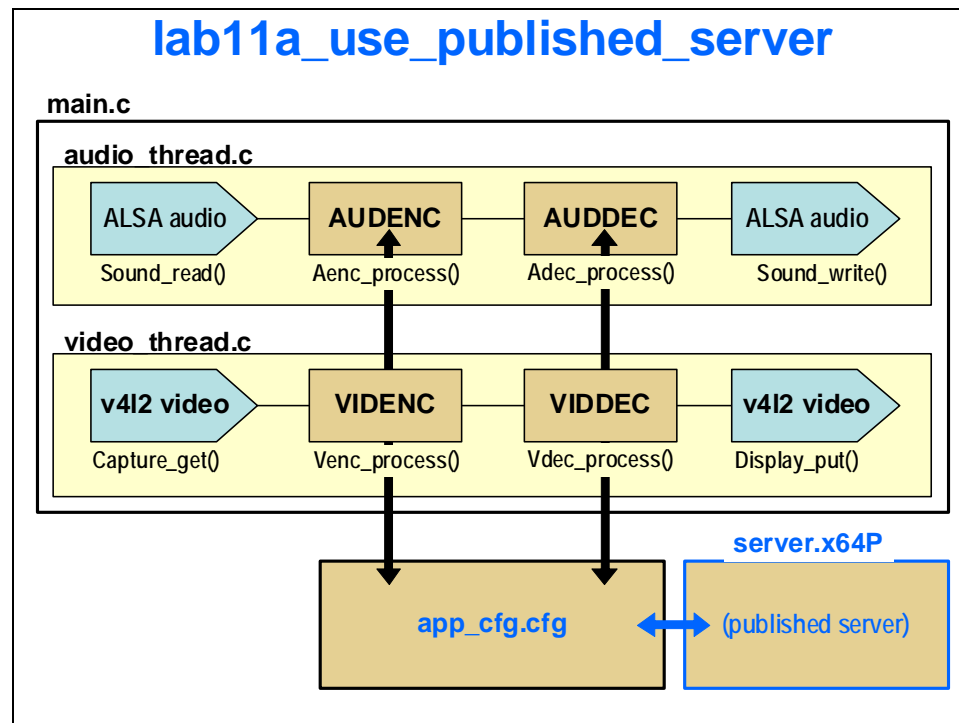 lab11a_use_published_server
main.c
audio_thread.c
ALSA audio
AUDENC
AUDDEC
ALSA audio
Sound_read()
Aenc_process()
Adec_process()
Sound_write()
video_thread.c
v4l2 video
VIDENC
VIDDEC
v4l2 video
Capture_get()
Venc_process()
Vdec_process()
Display_put()
server.x64P
app_cfg.cfg
(published server)